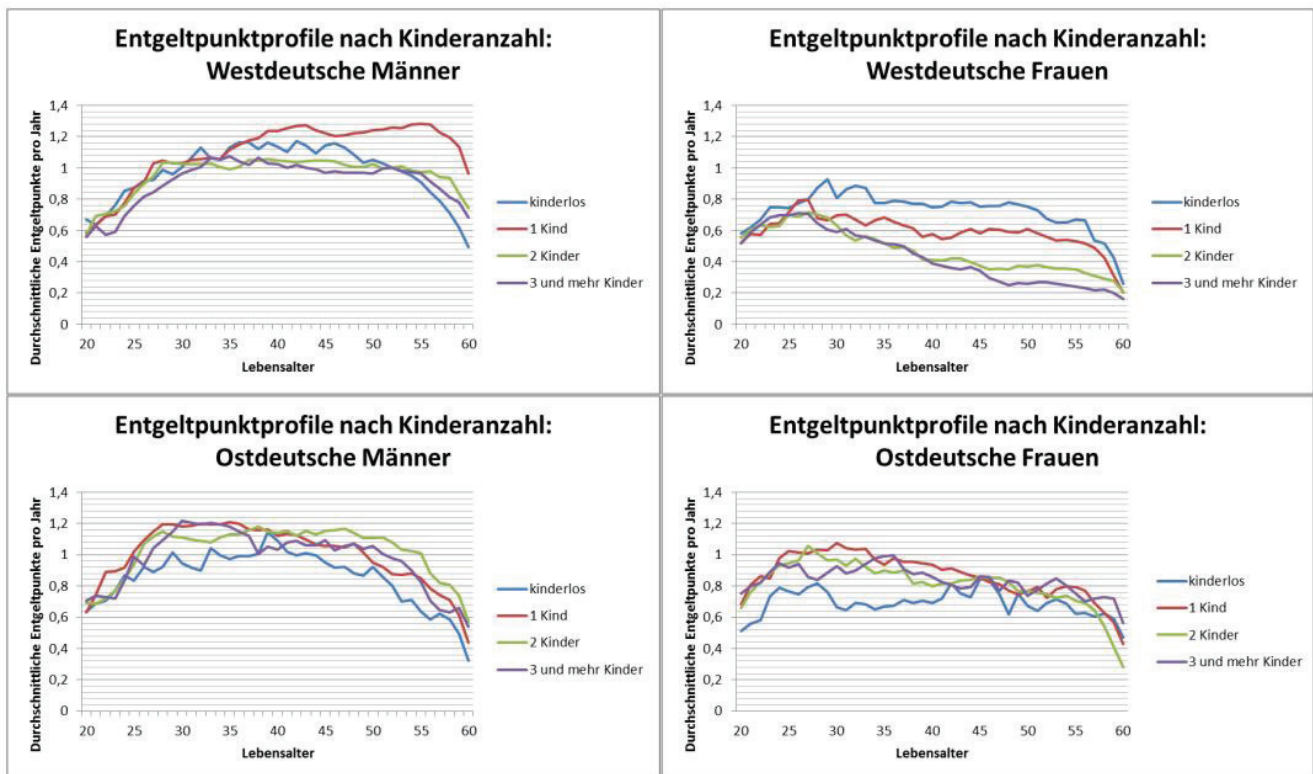 Entgeltpunktprofile nach Kinderanzahl:
Westdeutsche Männer
Durchschnittliche Entgeltpunkte pro Jahr
1,4
1,2
1
0,8
0,6
0,4
0,2
0
20 25 30 35 40 45 50 55 60
Lebensalter
kinderlos
1 Kind
2 Kinder
3 und mehr Kinder
Entgeltpunktprofile nach Kinderanzahl:
Westdeutsche Frauen
Durchschnittliche Entgeltpunkte pro Jahr
1,4
1,2
1
0,8
0,6
0,4
0,2
0
20 25 30 35 40 45 50 55 60
Lebensalter
kinderlos
1 Kind
2 Kinder
3 und mehr Kinder
Entgeltpunktprofile nach Kinderanzahl:
Ostdeutsche Männer
Durchschnittliche Entgeltpunkte pro Jahr
1,4
1,2
1
0,8
0,6
0,4
0,2
0
20 25 30 35 40 45 50 55 60
Lebensalter
kinderlos
1 Kind
2 Kinder
3 und mehr Kinder
Entgeltpunktprofile nach Kinderanzahl:
Ostdeutsche Frauen
Durchschnittliche Entgeltpunkte pro Jahr
1,4
1,2
1
0,8
0,6
0,4
0,2
0
20 25 30 35 40 45 50 55 60
Lebensalter
kinderlos
1 Kind
2 Kinder
3 und mehr Kinder